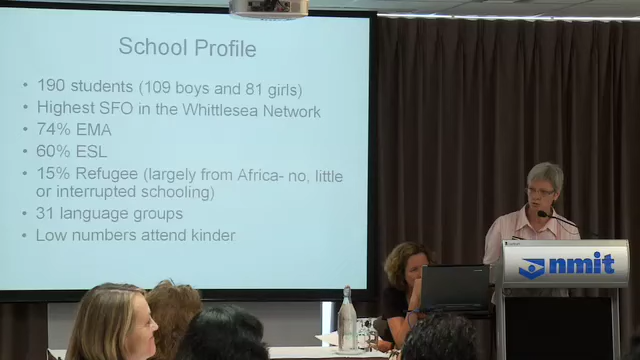 School Profile
• 190 students (109 boys and 81 girls)
• Highest SFO in the Whittlesea Network
• 74% EMA
• 60% ESL
• 15% Refugee (largely from Africa- no, little
or interrupted schooling)
• 31 language groups
• Low numbers attend kinder
nmit